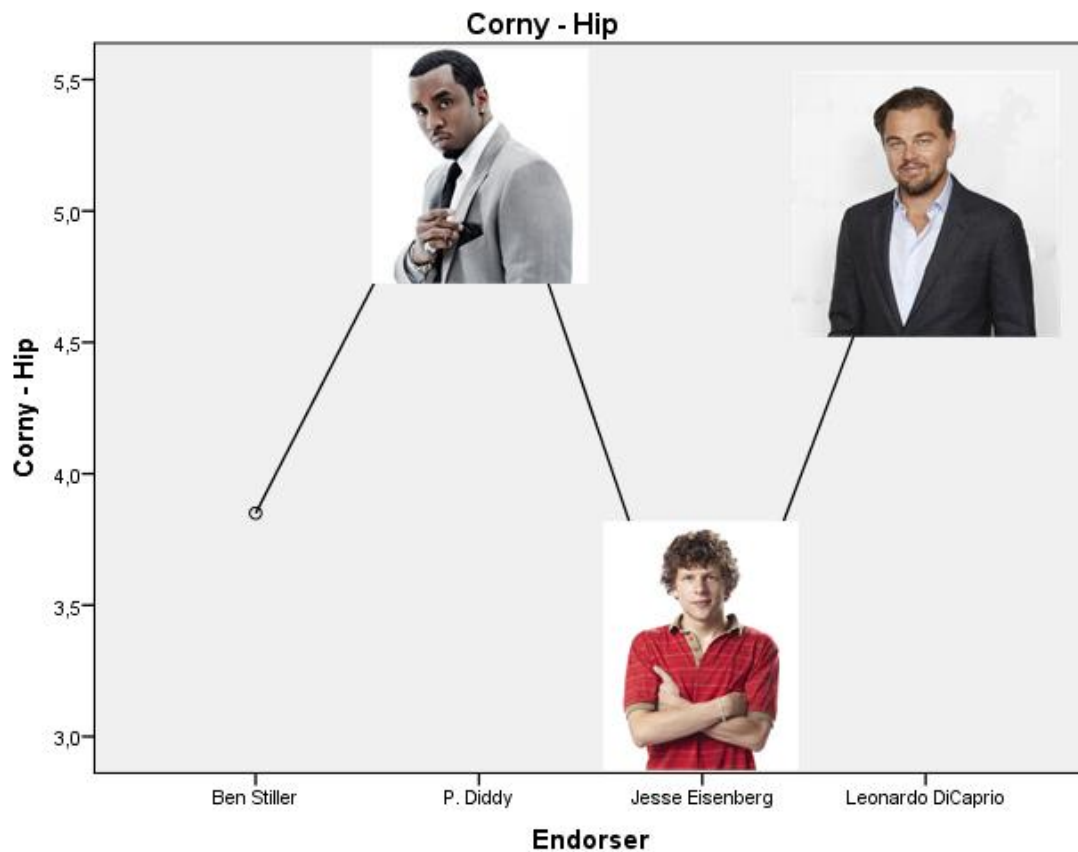 Corny - Hip
5,5
5,0
4,5
4,0
3,5
3,0
Corny - Hip
Ben Stiller
P. Diddy
Jesse Eisenberg
Leonardo DiCaprio
Endorser